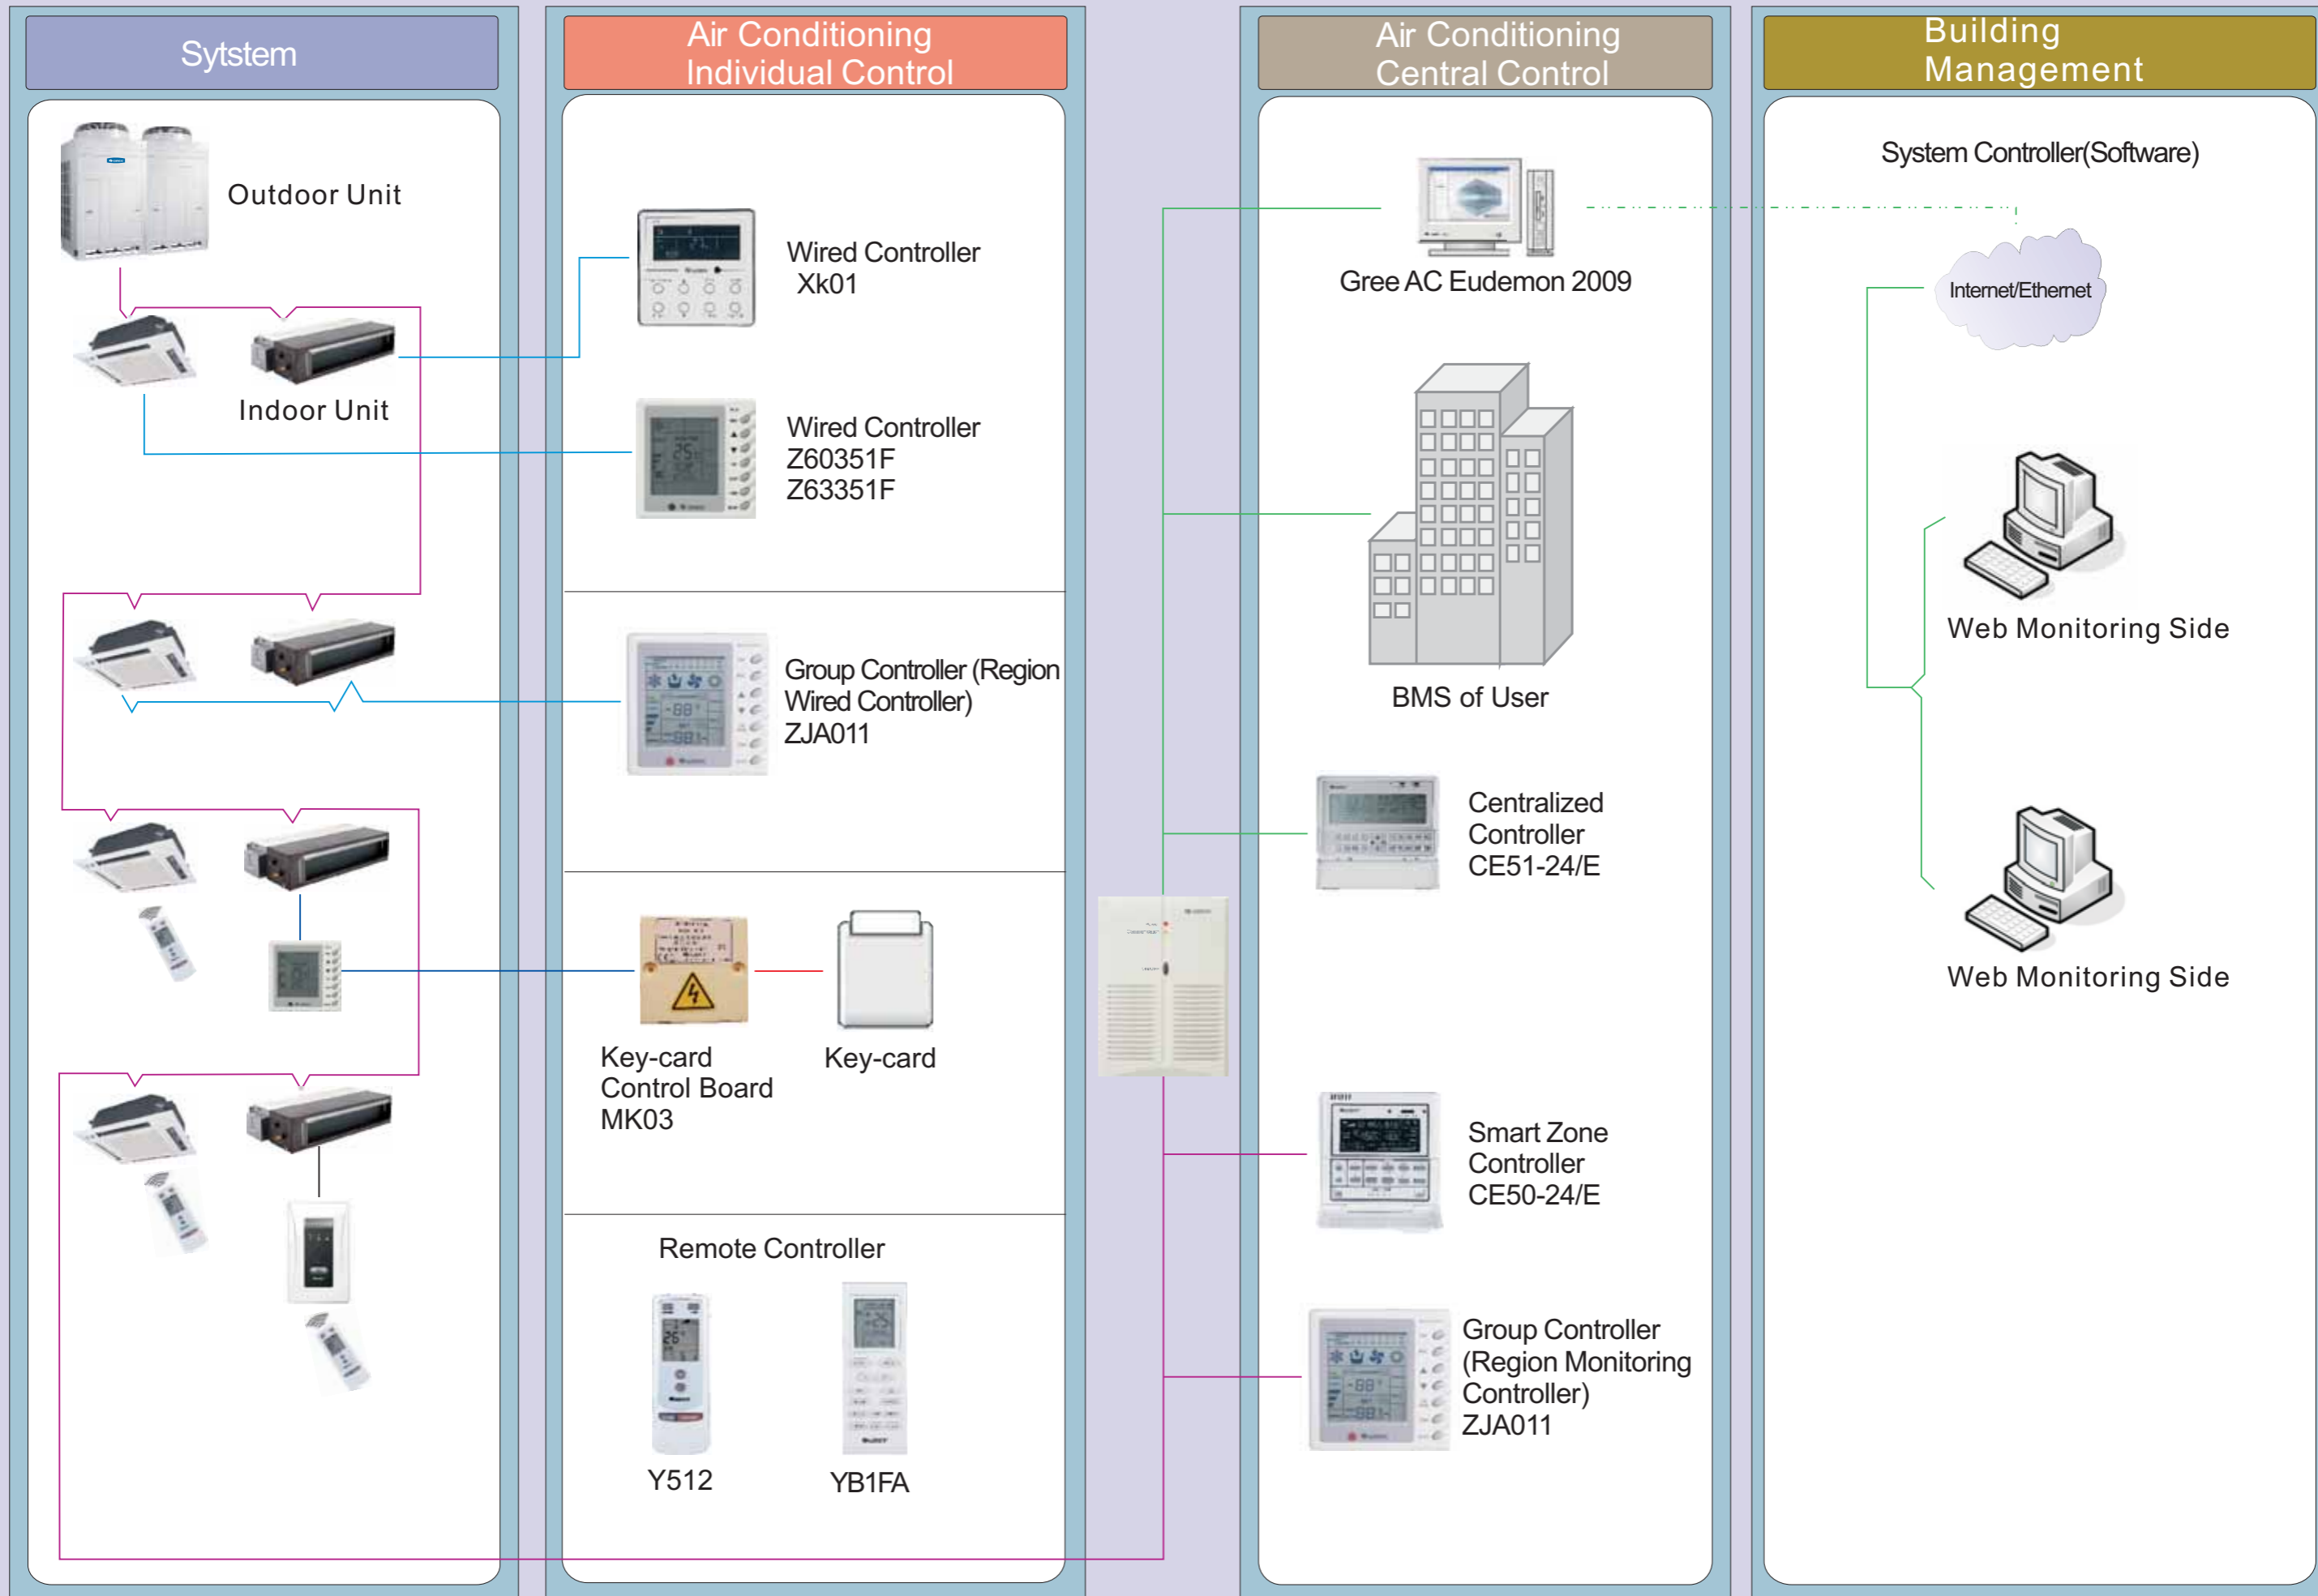 Sytstem
Outdoor Unit
Indoor Unit
Air Conditioning
Individual Control
Wired Controller
Xk01
Wired Controller
Z60351F
Z63351F
Group Controller (Region
Wired Controller)
ZJA011
Key-card
Control Board
MK03
Key-card
Remote Controller
Y512
YB1FA
Air Conditioning
Central Control
Gree AC Eudemon 2009
BMS of User
Centralized
Controller
CE51-24/E
Smart Zone
Controller
CE50-24/E
Group Controller
(Region Monitoring
Controller)
ZJA011
Building
Management
System Controller(Software)
Internet/Ethernet
Web Monitoring Side
Web Monitoring Side